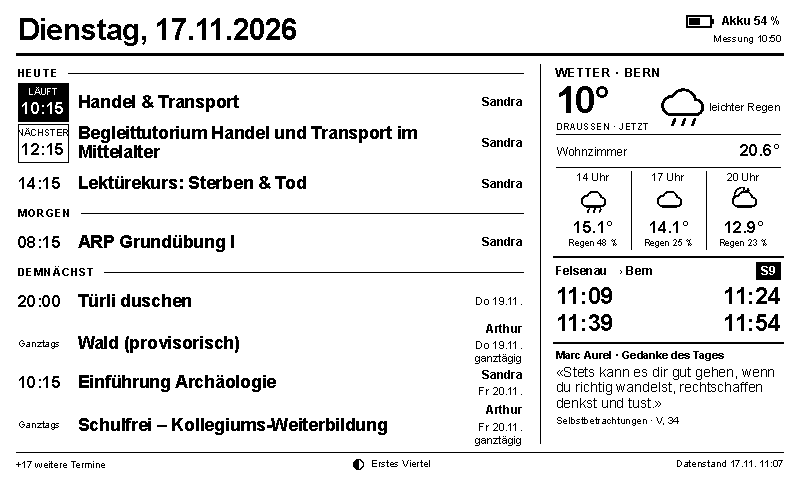 Dienstag, 17.11.2026
Akku 54 %
Messung 10:50
HEUTE
LÄUFT
10:15 Handel & Transport Sandra
NÄCHSTER
12:15 Begleittutorium Handel und Transport im
Mittelalter Sandra
14:15 Lektürekurs: Sterben & Tod Sandra
MORGEN
08:15 ARP Grundübung I Sandra
DEMNÄCHST
20:00 Türli duschen Do 19.11.
Ganztags Wald (provisorisch) Arthur
Do 19.11.
ganztägig
10:15 Einführung Archäologie Sandra
Fr 20.11.
Ganztags Schulfrei – Kollegiums-Weiterbildung Arthur
Fr 20.11.
ganztägig
WETTER · BERN
10° leichter Regen
DRAUSSEN · JETZT
Wohnzimmer 20.6°
14 Uhr 17 Uhr 20 Uhr
15.1° 14.1° 12.9°
Regen 48 % Regen 25 % Regen 23 %
Felsenau › Bern S9
11:09 11:24
11:39 11:54
Marc Aurel · Gedanke des Tages
«Stets kann es dir gut gehen, wenn
du richtig wandelst, rechtschaffen
denkst und tust.»
Selbstbetrachtungen · V, 34
+17 weitere Termine
Erstes Viertel
Datenstand 17.11. 11:07